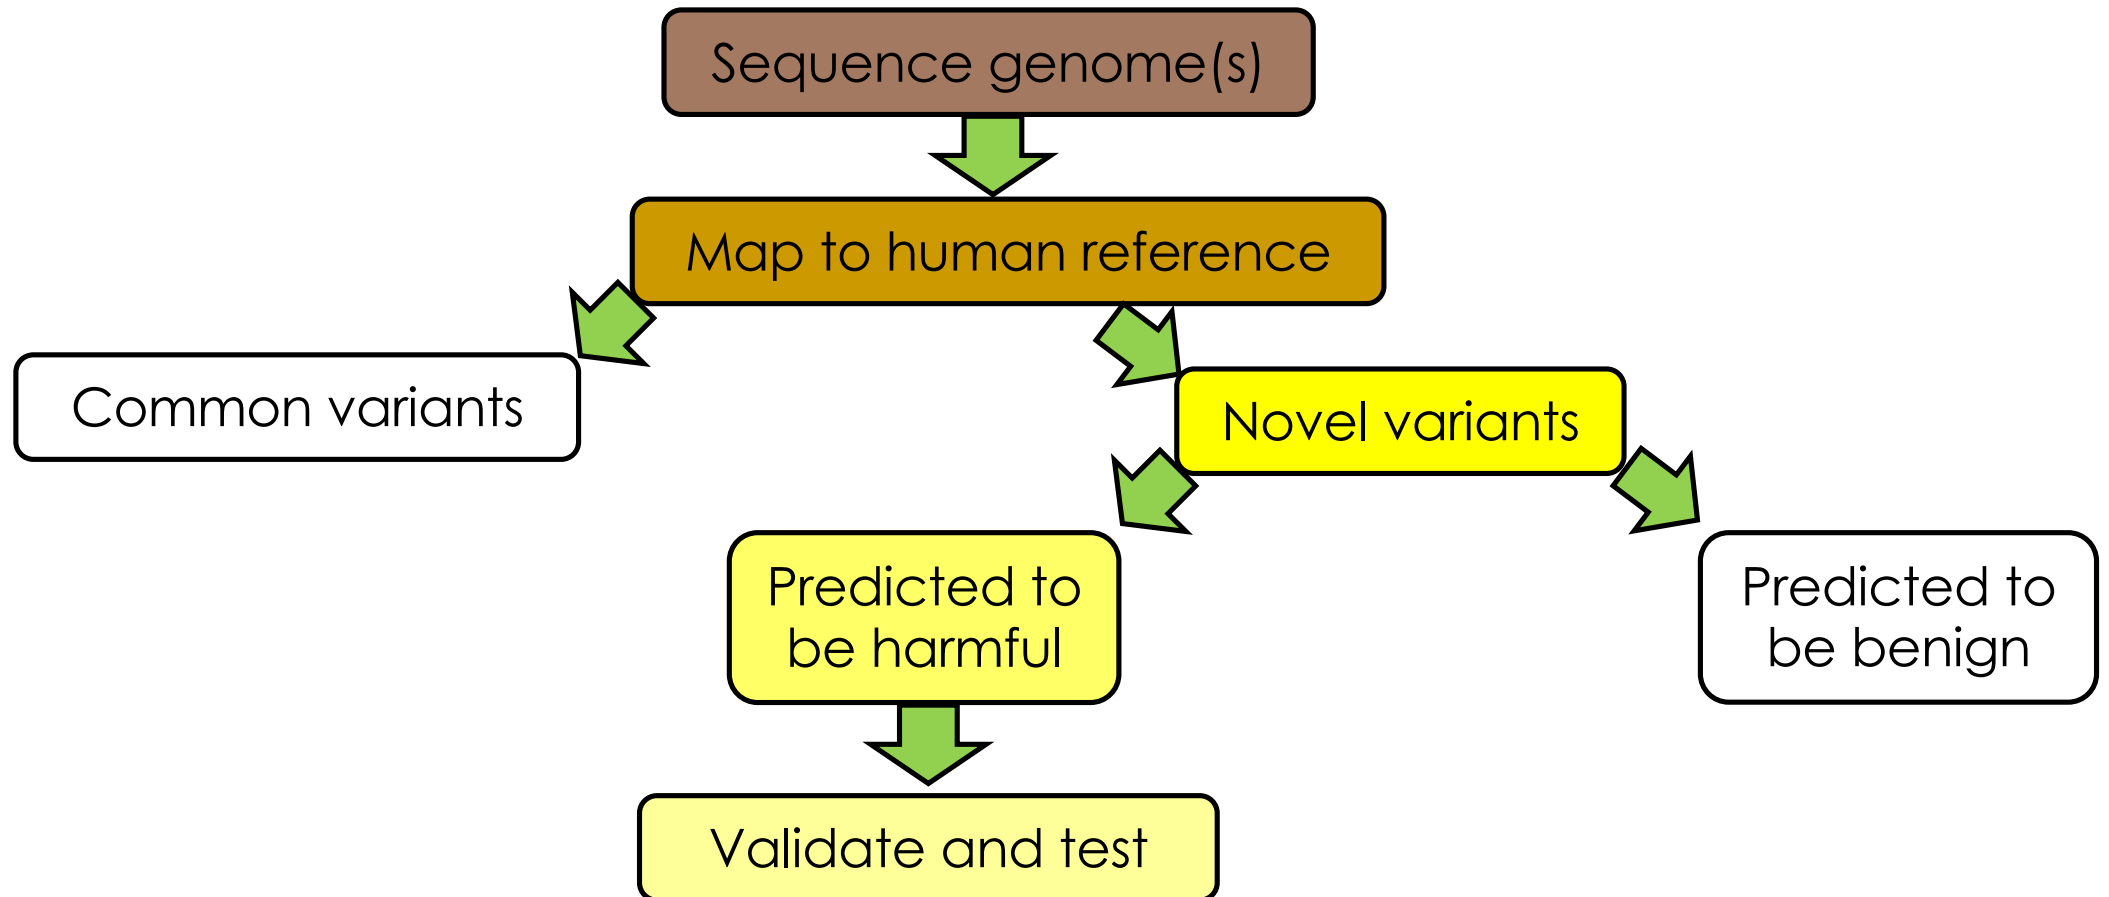 Sequence genome(s)
Map to human reference
Common variants
Novel variants
Predicted to
be harmful
Predicted to
be benign
Validate and test